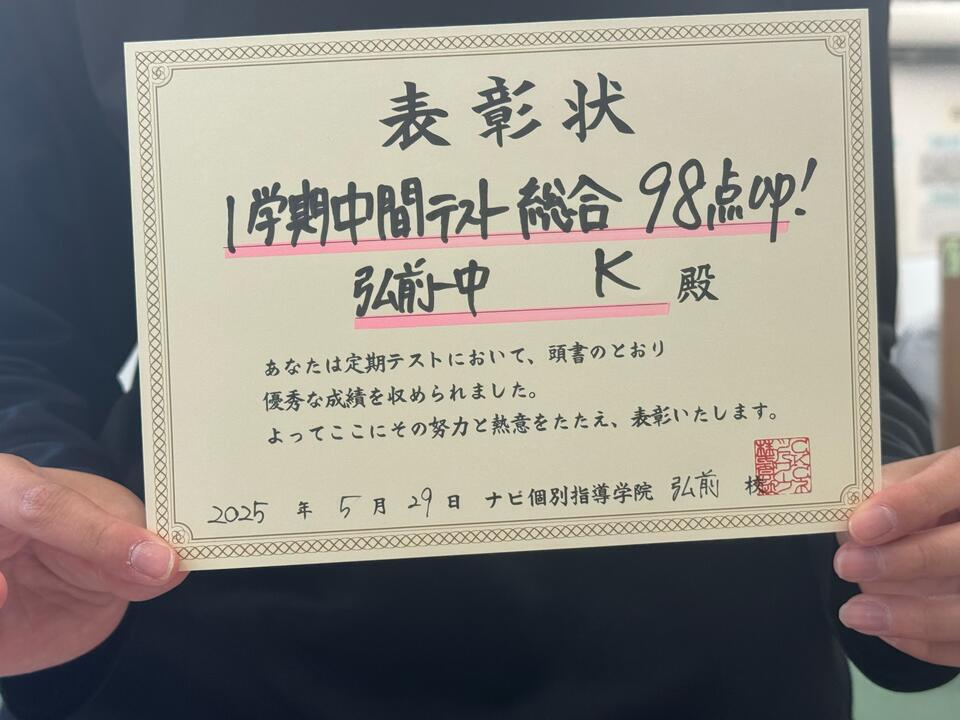 表彰状
1学期中間テスト 総合 98点up!
弘前一中 K 殿
あなたは定期テストにおいて、頭書のとおり
優秀な成績を収められました。
よってここにその努力と熱意をたたえ、表彰いたします。
2025 年 5 月 29 日 ナビ個別指導学院 弘前 校